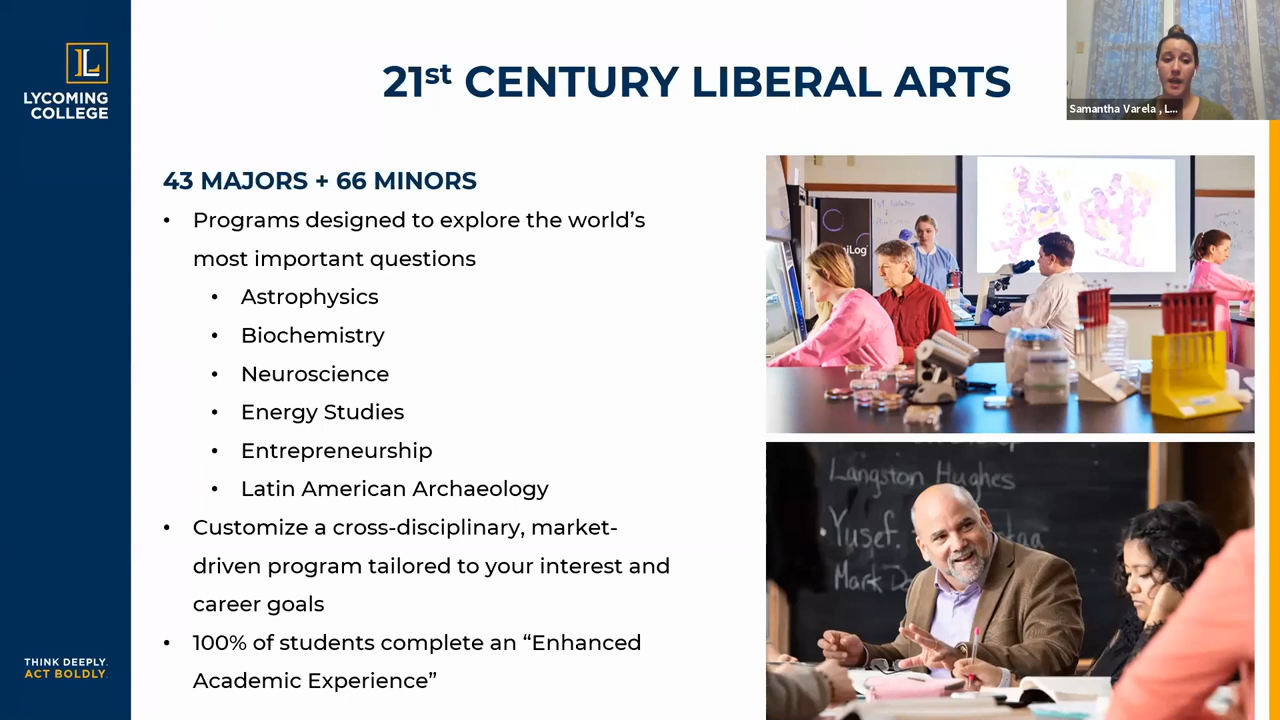 LYCOMING
COLLEGE
21st CENTURY LIBERAL ARTS
Samantha Varela , L...
43 MAJORS + 66 MINORS
• Programs designed to explore the world’s
most important questions
• Astrophysics
• Biochemistry
• Neuroscience
• Energy Studies
• Entrepreneurship
• Latin American Archaeology
• Customize a cross-disciplinary, market-
driven program tailored to your interest and
career goals
• 100% of students complete an “Enhanced
Academic Experience”
Langston Hughes
Yusef
Mark
THINK DEEPLY.
ACT BOLDLY.